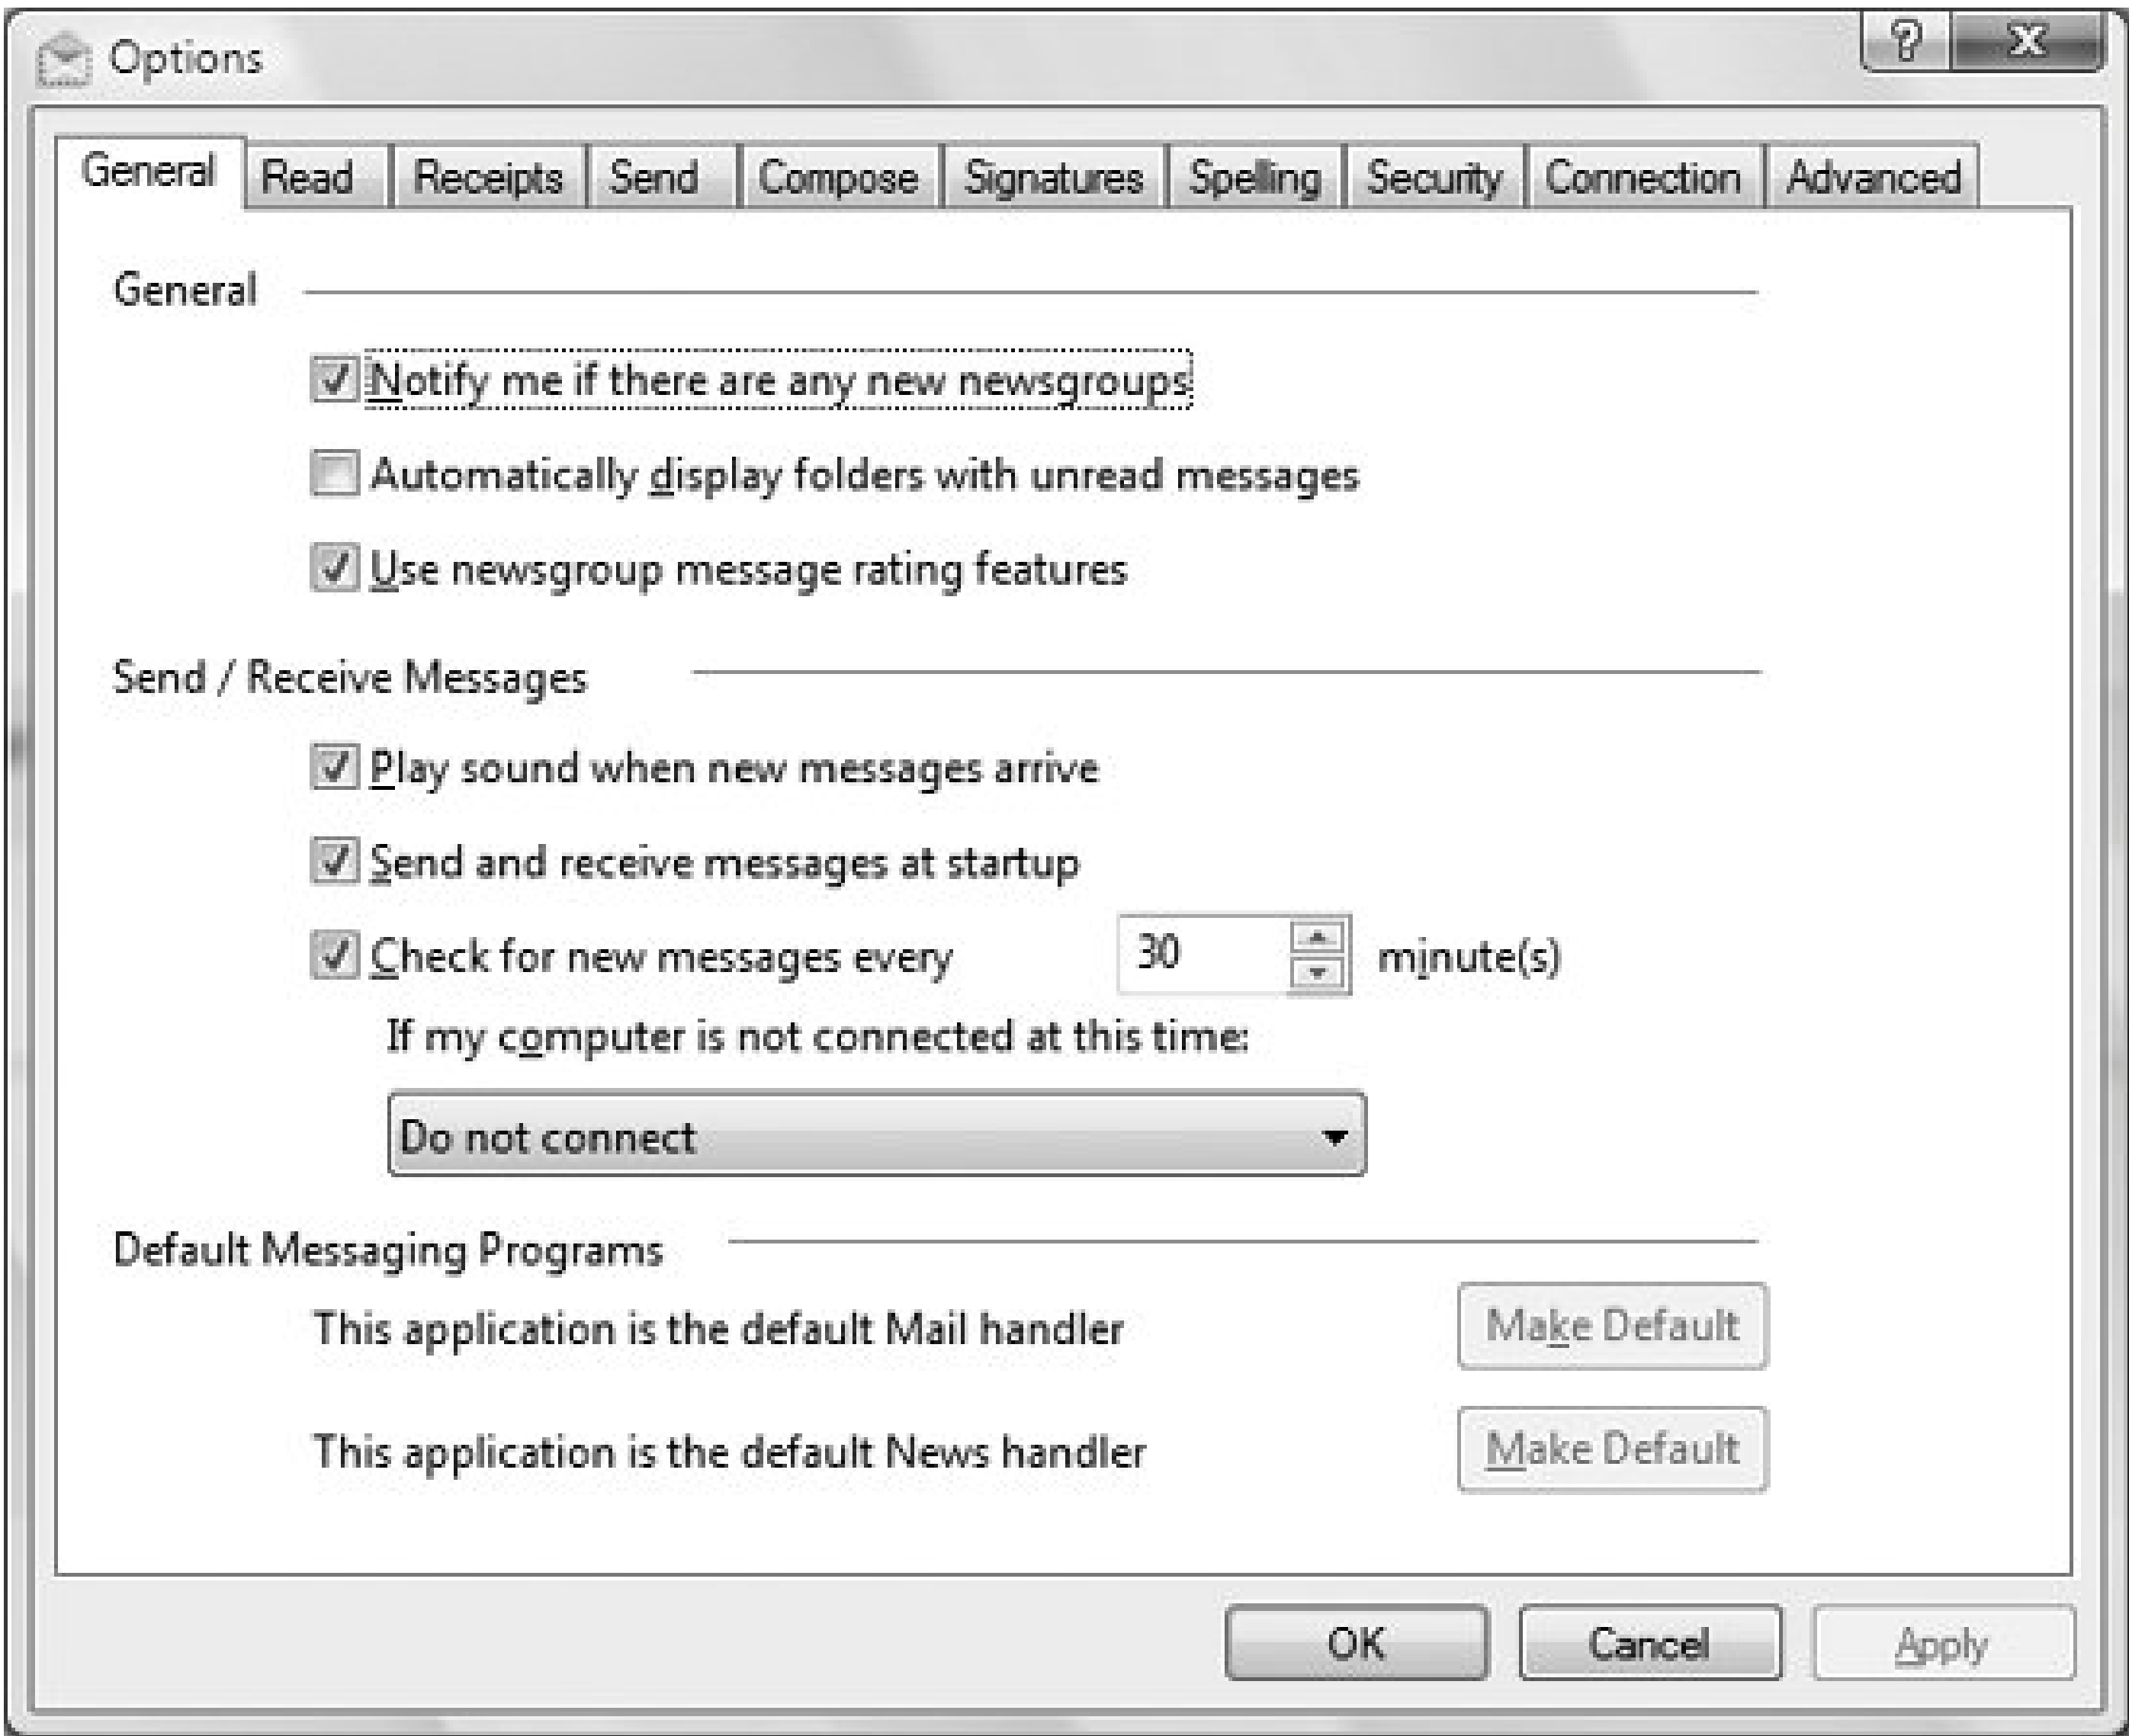 Options
General Read Receipts Send Compose Signatures Spelling Security Connection Advanced
General
Notify me if there are any new newsgroups
Automatically display folders with unread messages
Use newsgroup message rating features
Send / Receive Messages
Play sound when new messages arrive
Send and receive messages at startup
Check for new messages every 30 minute(s)
If my computer is not connected at this time:
Do not connect
Default Messaging Programs
This application is the default Mail handler Make Default
This application is the default News handler Make Default
OK Cancel Apply